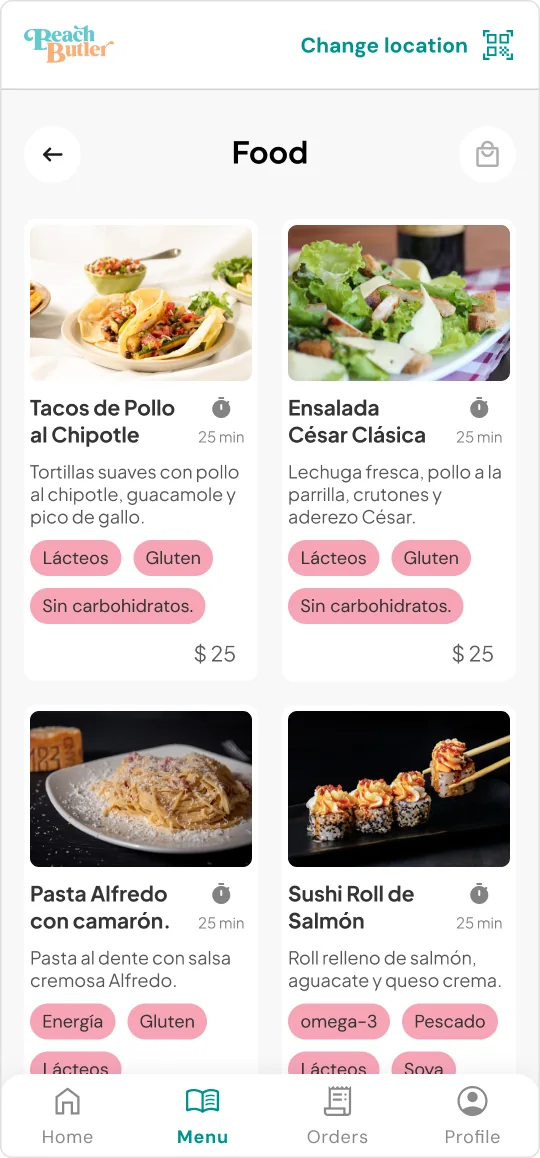 Beach
Butler
Change location
Food
Tacos de Pollo
al Chipotle
25 min
Tortillas suaves con pollo
al chipotle, guacamole y
pico de gallo.
Lácteos
Gluten
Sin carbohidratos.
$ 25
Ensalada
César Clásica
25 min
Lechuga fresca, pollo a la
parrilla, crutones y
aderezo César.
Lácteos
Gluten
Sin carbohidratos.
$ 25
Pasta Alfredo
con camarón.
25 min
Pasta al dente con salsa
cremosa Alfredo.
Energía
Gluten
Lácteos
Sushi Roll de
Salmón
25 min
Roll relleno de salmón,
aguacate y queso crema.
omega-3
Pescado
Lácteos
Soya
Home
Menu
Orders
Profile